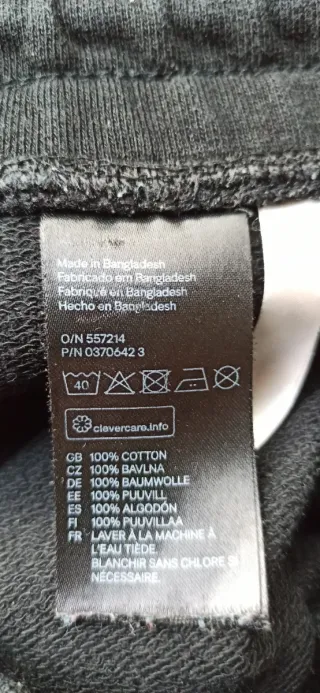 Made in Bangladesh
Fabricado em Bangladesh
Fabriqué en Bangladesh
Hecho en Bangladesh
O/N 557214
P/N 0370642 3
40
clevercare.info
GB 100% COTTON
CZ 100% BAVLNA
DE 100% BAUMWOLLE
EE 100% PUUVILL
ES 100% ALGODÓN
FI 100% PUUVILLAA
FR LAVER À LA MACHINE À
L'EAU TIÈDE.
BLANCHIR SANS CHLORE SI
NÉCESSAIRE.